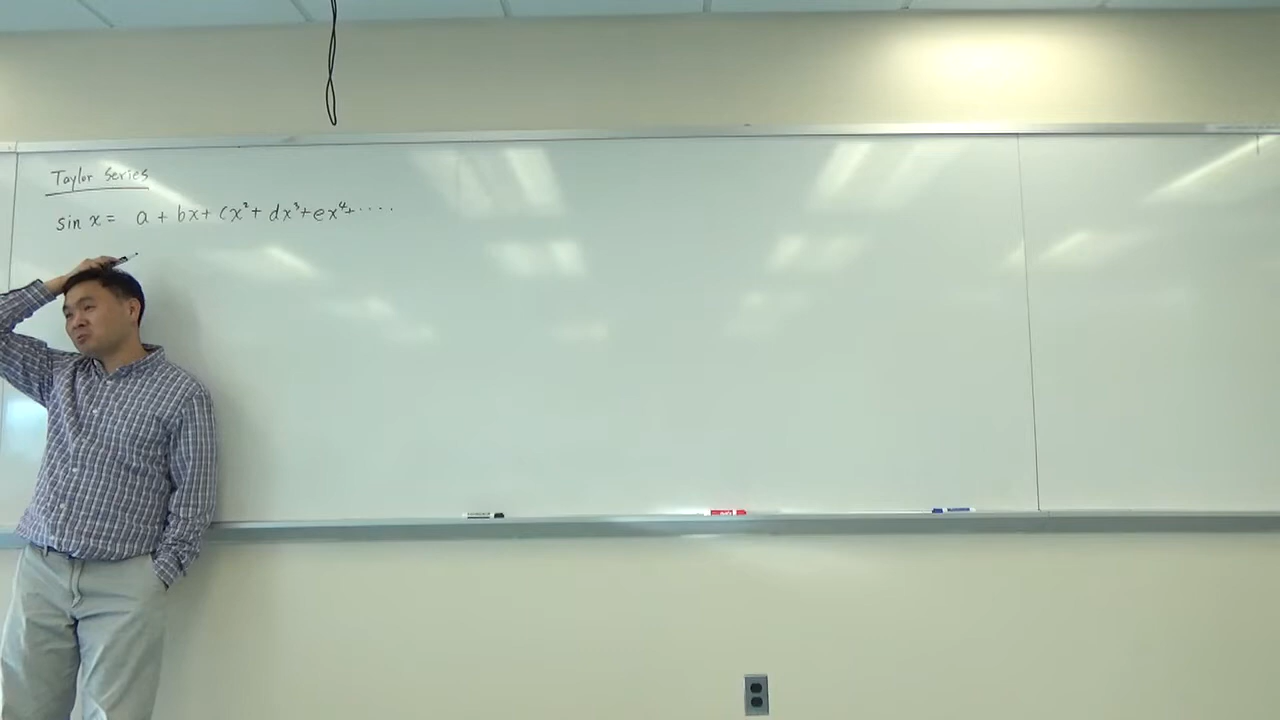 Taylor Series
sin x = a + bx + cx² + dx³ + ex⁴ + ····